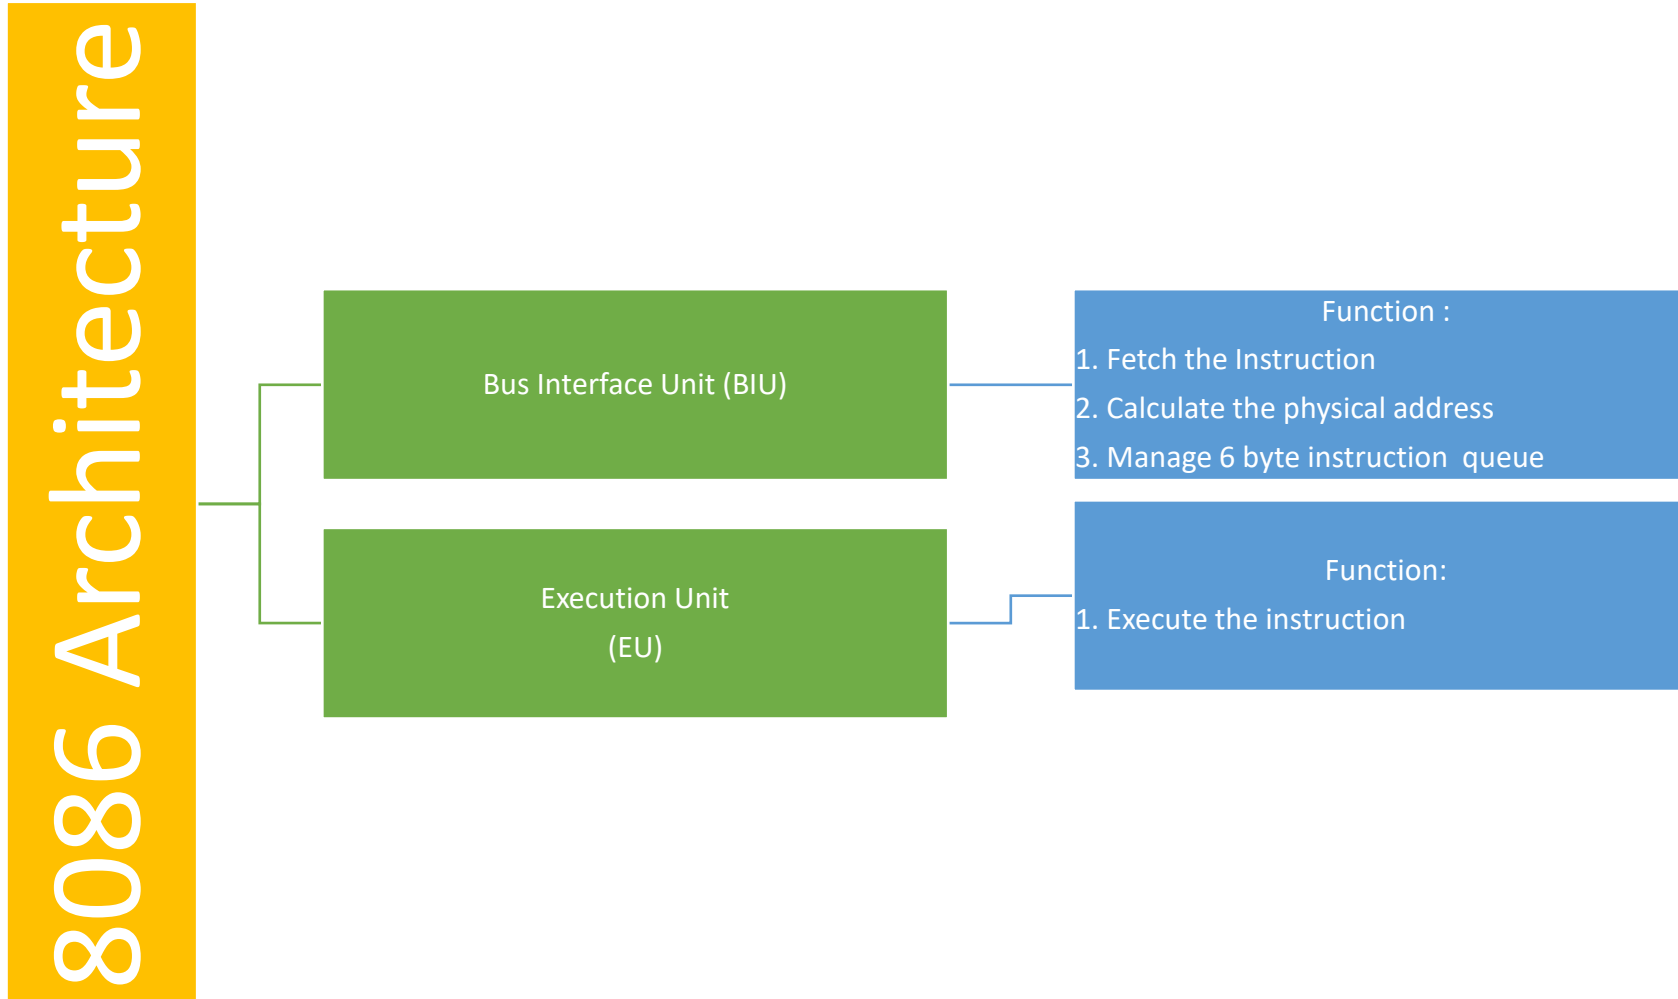 8086 Architecture
Bus Interface Unit (BIU)
Function :
1. Fetch the Instruction
2. Calculate the physical address
3. Manage 6 byte instruction  queue
Execution Unit
(EU)
Function:
1. Execute the instruction